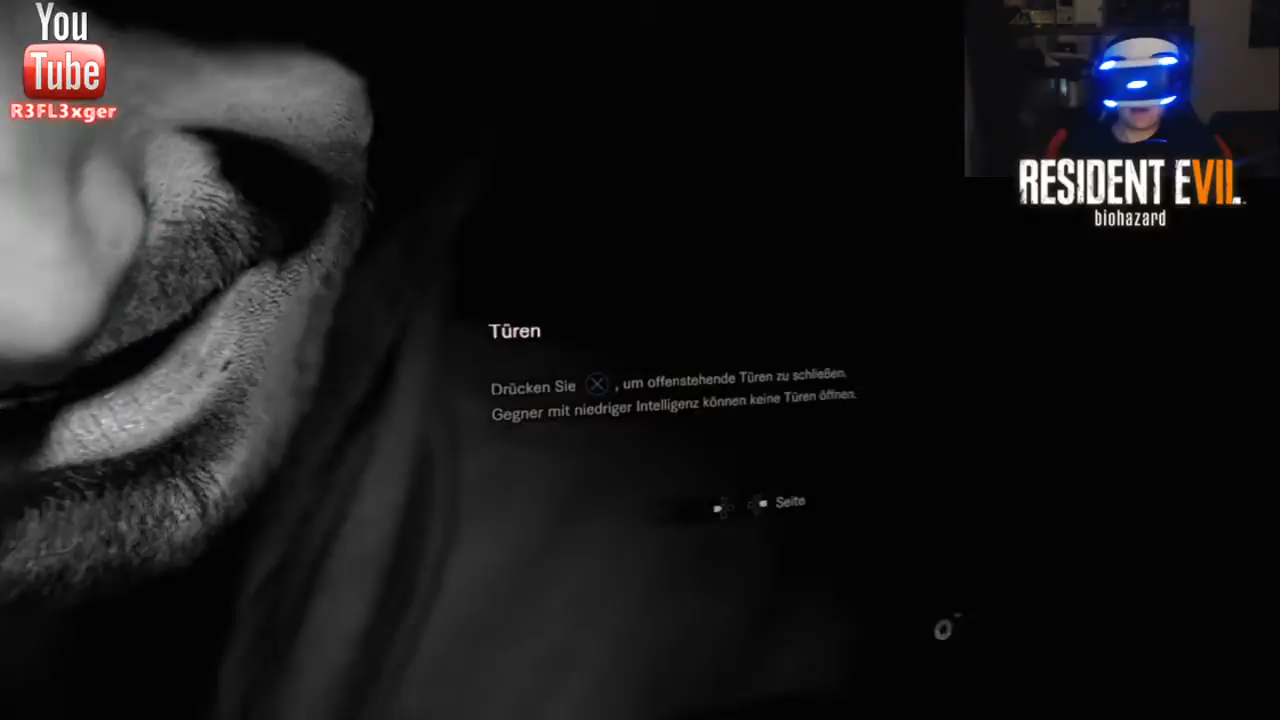 You
Tube
R3FL3xger
RESIDENT EVIL
biohazard
Türen
Drücken Sie , um offenstehende Türen zu schließen.
Gegner mit niedriger Intelligenz können keine Türen öffnen.
Seite